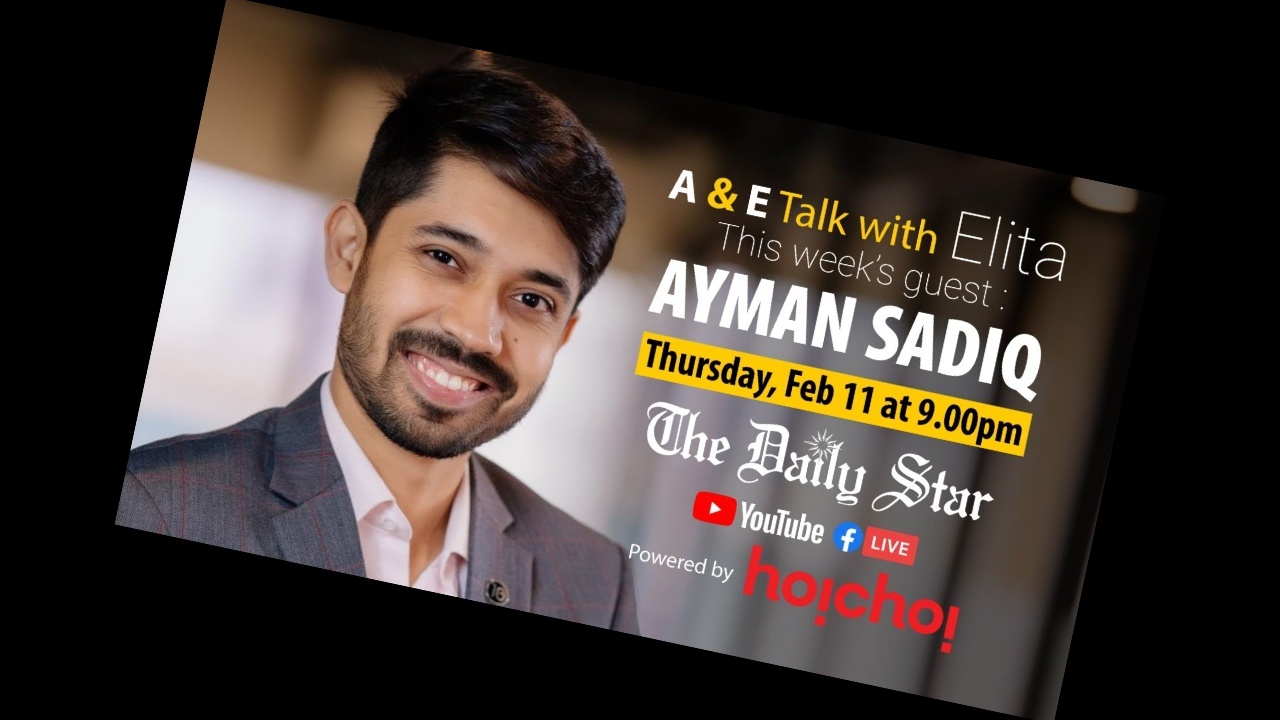 A & E Talk with Elita
This week's guest :
AYMAN SADIQ
Thursday, Feb 11 at 9.00pm
The Daily Star
YouTube f LIVE
Powered by hoichoi